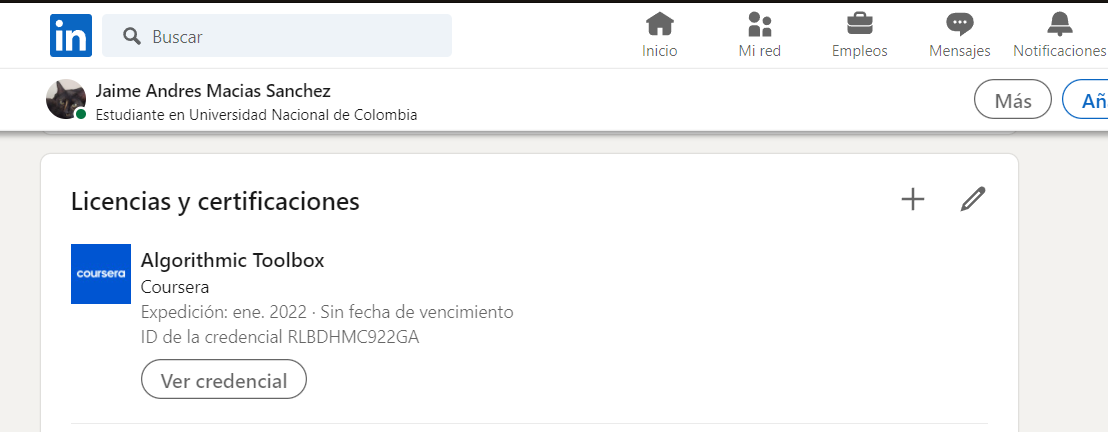 in
Buscar
Inicio
Mi red
Empleos
Mensajes
Notificaciones
Jaime Andres Macias Sanchez
Estudiante en Universidad Nacional de Colombia
Más
Licencias y certificaciones
coursera
Algorithmic Toolbox
Coursera
Expedición: ene. 2022 · Sin fecha de vencimiento
ID de la credencial RLBDHMC922GA
Ver credencial